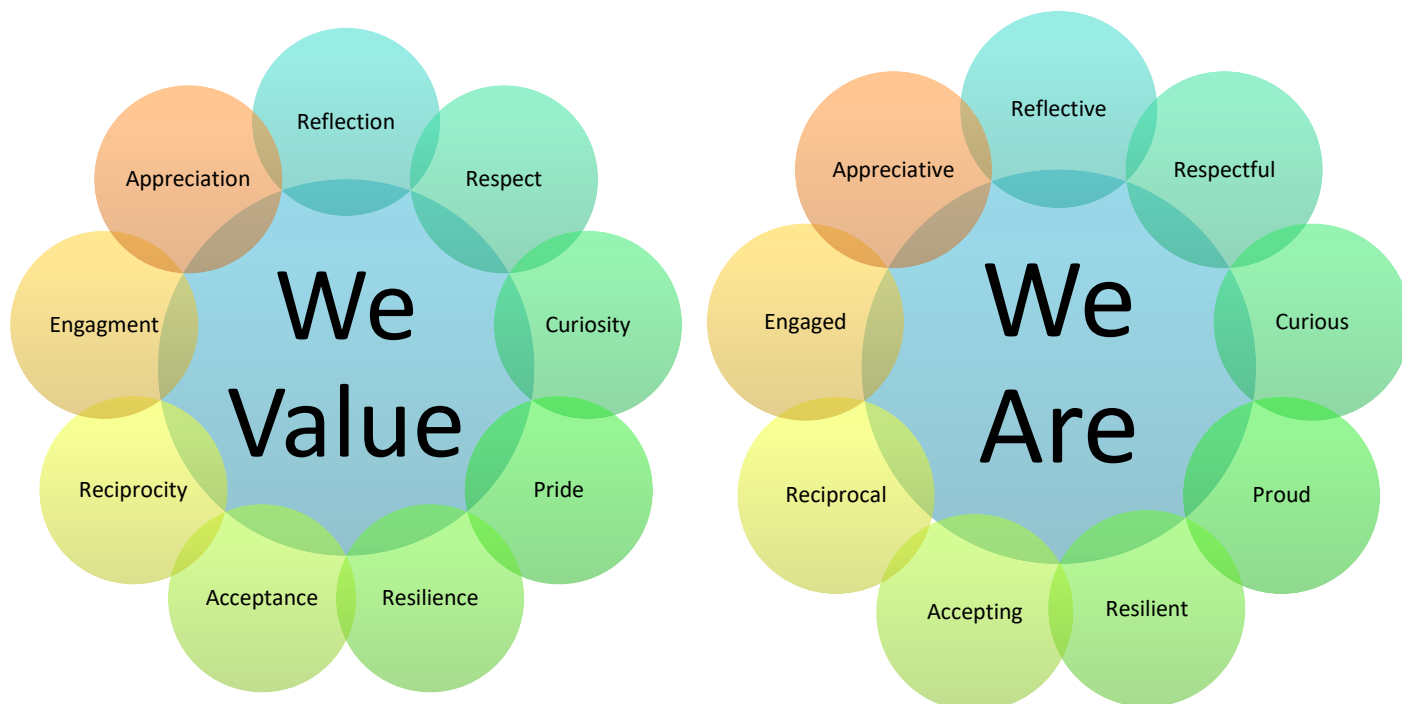 We
Value
Reflection
Respect
Curiosity
Pride
Resilience
Acceptance
Reciprocity
Engagment
Appreciation
We
Are
Reflective
Respectful
Curious
Proud
Resilient
Accepting
Reciprocal
Engaged
Appreciative